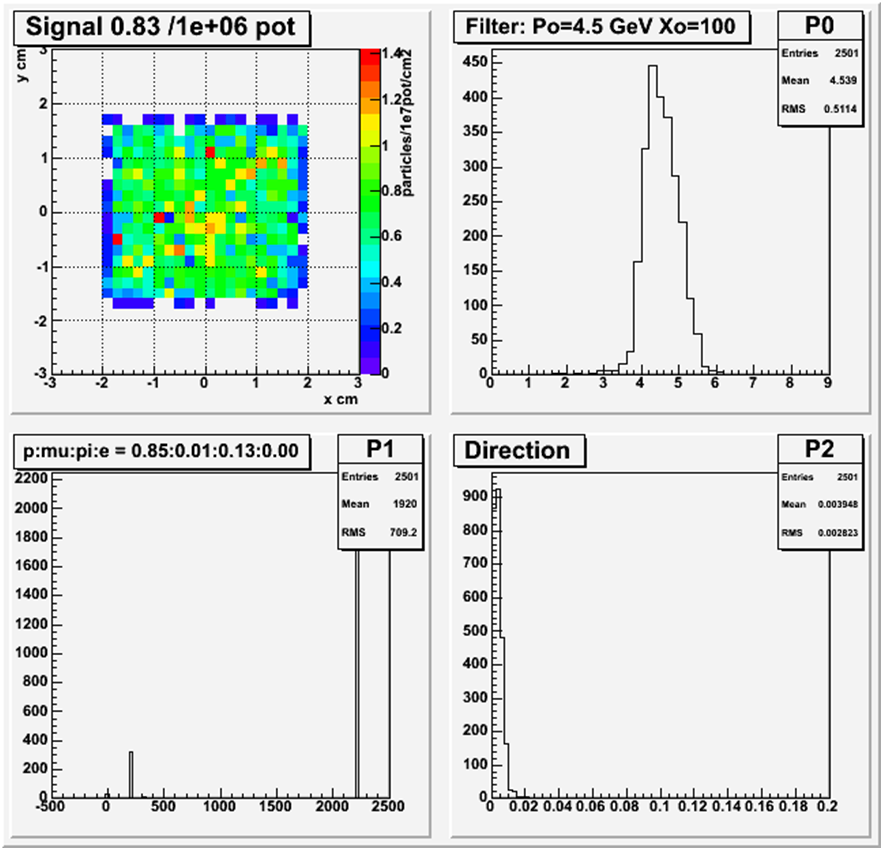 Signal 0.83 /1e+06 pot
y cm
3
2
1
0
-1
-2
-3
-3 -2 -1 0 1 2 3
x cm
1.4
1.2
1
0.8
0.6
0.4
0.2
0
particles/1e7pot/cm2
Filter: Po=4.5 GeV Xo=100
P0
Entries 2501
Mean 4.539
RMS 0.5114
450
400
350
300
250
200
150
100
50
0
0 1 2 3 4 5 6 7 8 9
p:mu:pi:e = 0.85:0.01:0.13:0.00
P1
Entries 2501
Mean 1920
RMS 709.2
2200
2000
1800
1600
1400
1200
1000
800
600
400
200
0
-500 0 500 1000 1500 2000 2500
Direction
P2
Entries 2501
Mean 0.003948
RMS 0.002823
900
800
700
600
500
400
300
200
100
0
0 0.02 0.04 0.06 0.08 0.1 0.12 0.14 0.16 0.18 0.2